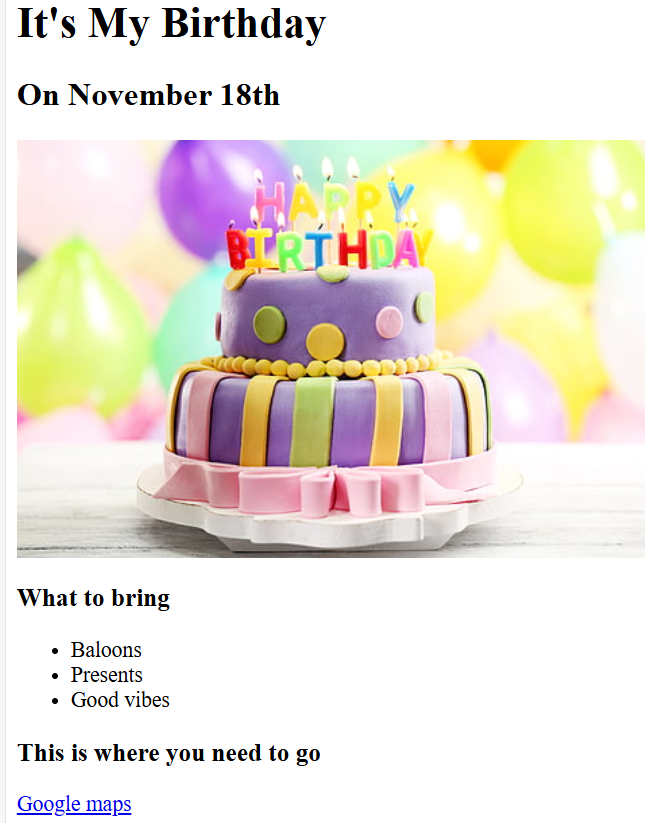 It's My Birthday
On November 18th
HAPPY
BIRTHDAY
What to bring
Baloons
Presents
Good vibes
This is where you need to go
Google maps